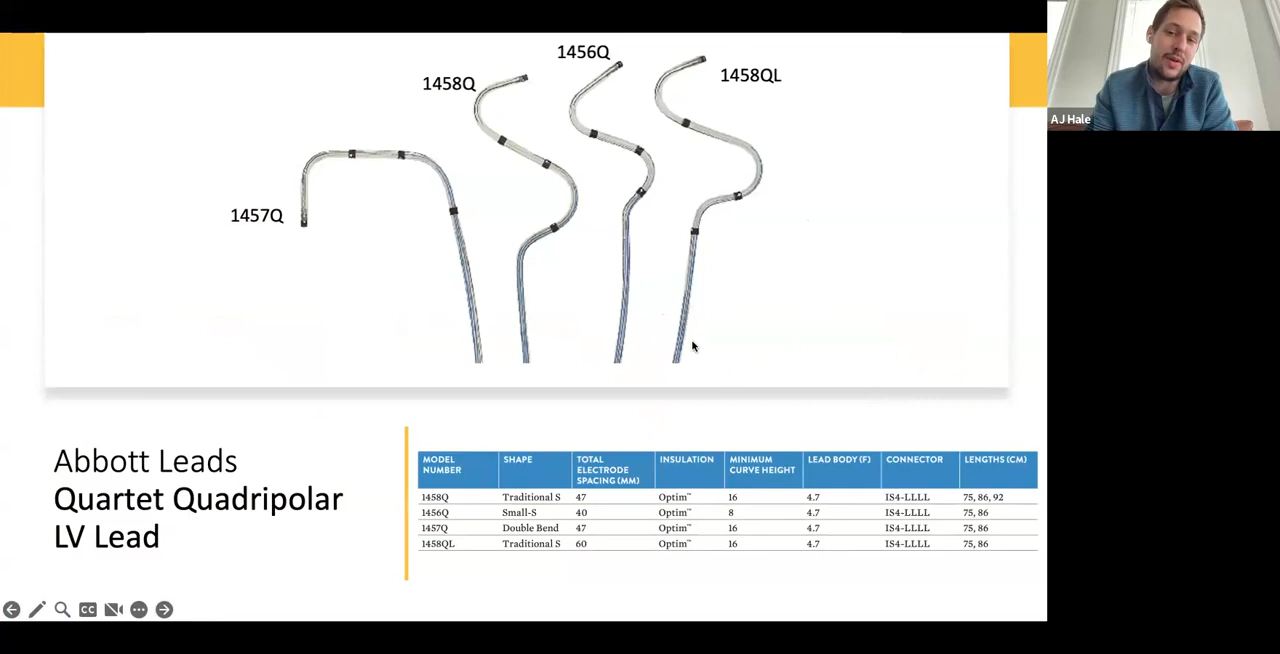 1456Q
1458Q
1458QL
1457Q
AJ Hale
Abbott Leads
Quartet Quadripolar
LV Lead
MODEL NUMBER SHAPE TOTAL ELECTRODE SPACING (MM) INSULATION MINIMUM CURVE HEIGHT LEAD BODY (F) CONNECTOR LENGTHS (CM)
1458Q Traditional S 47 Optim™ 16 4.7 IS4-LLLL 75, 86, 92
1456Q Small-S 40 Optim™ 8 4.7 IS4-LLLL 75, 86
1457Q Double Bend 47 Optim™ 16 4.7 IS4-LLLL 75, 86
1458QL Traditional S 60 Optim™ 16 4.7 IS4-LLLL 75, 86
CC